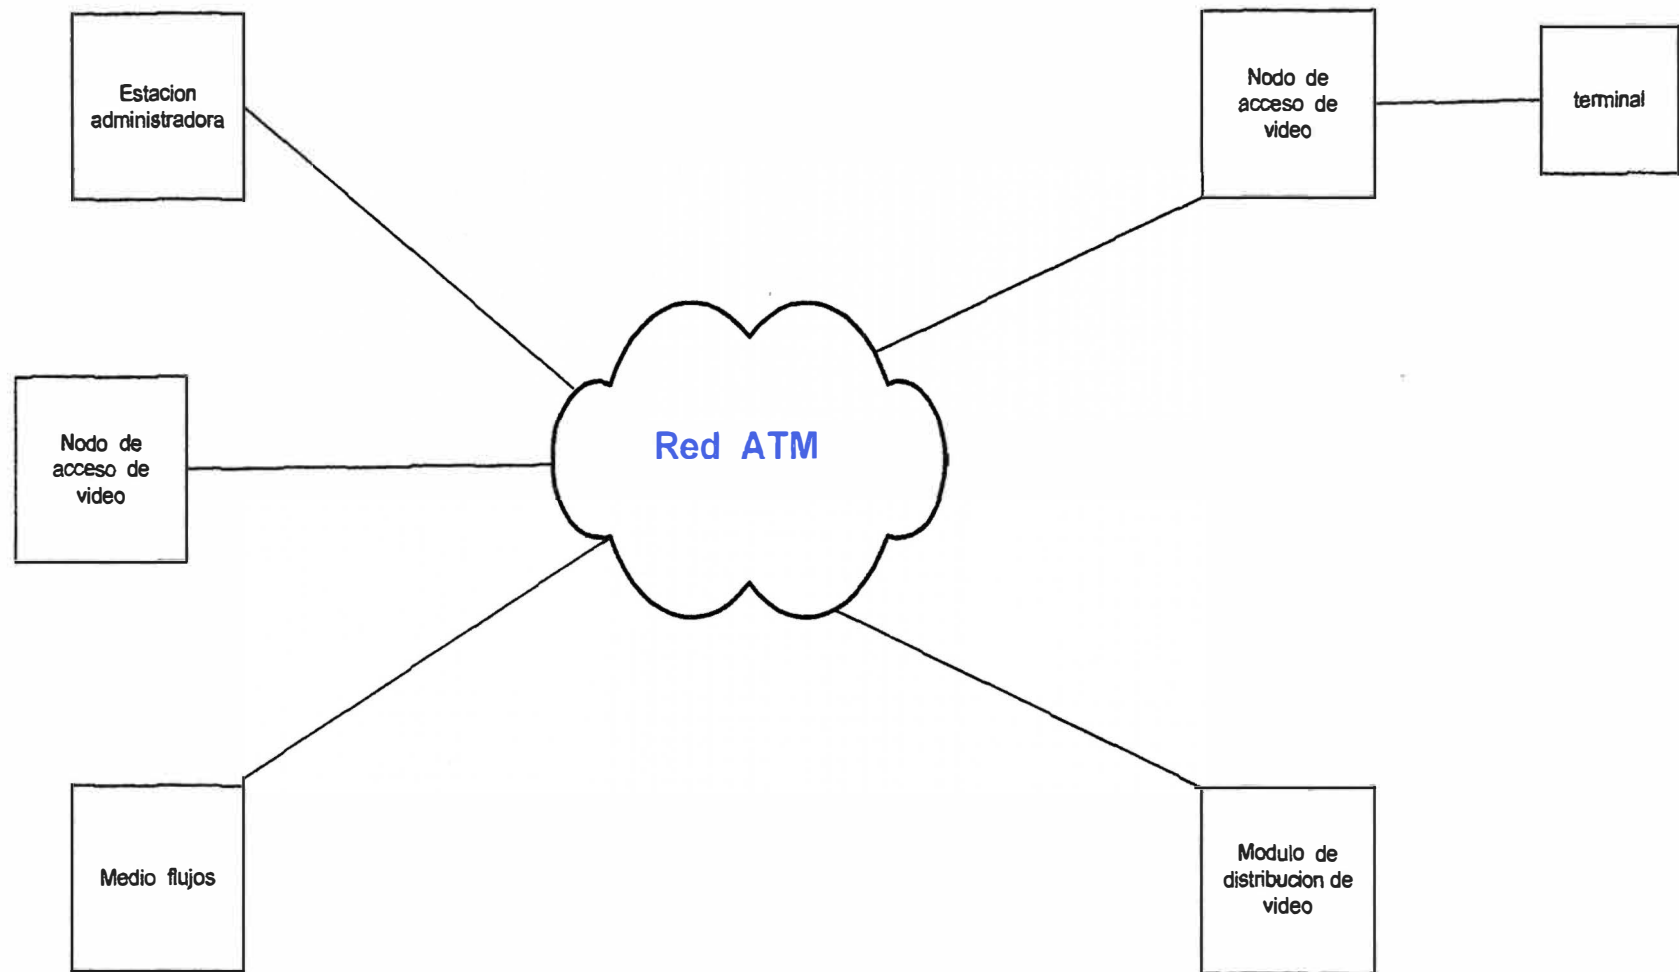 Estacion
administradora
Nodo de
acceso de
video
terminal
Nodo de
acceso de
video
Red ATM
Medio flujos
Modulo de
distribucion de
video